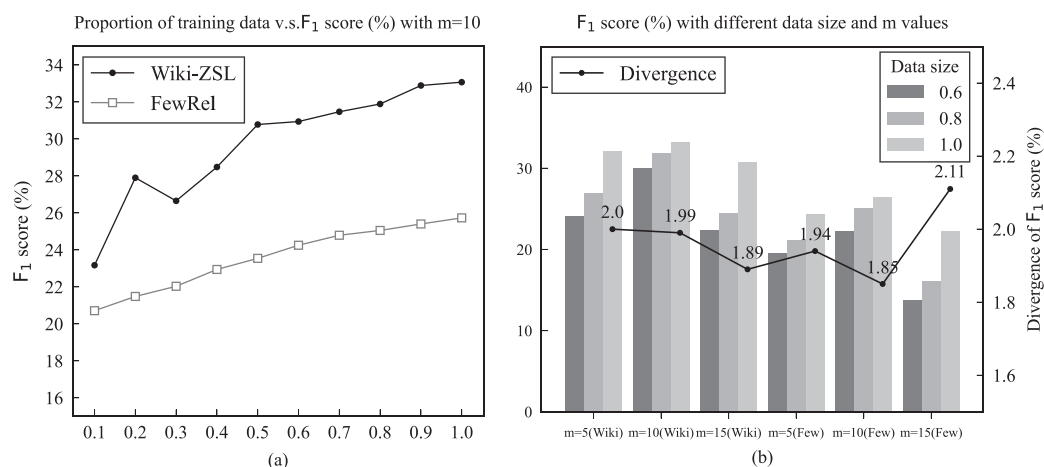 Proportion of training data v.s.F1 score (%) with m=10
34
32
30
28
26
24
22
20
18
16
F1 score (%)
Wiki-ZSL
FewRel
0.1 0.2 0.3 0.4 0.5 0.6 0.7 0.8 0.9 1.0
(a)
F1 score (%) with different data size and m values
40
30
20
10
0
Divergence
Data size
0.6
0.8
1.0
2.0 1.99 1.89 1.94 1.85 2.11
2.4
2.2
2.0
1.8
1.6
Divergence of F1 score (%)
m=5(Wiki) m=10(Wiki) m=15(Wiki) m=5(Few) m=10(Few) m=15(Few)
(b)